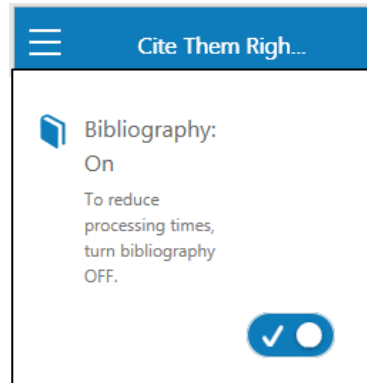 Cite Them Righ...
Bibliography:
On
To reduce
processing times,
turn bibliography
OFF.